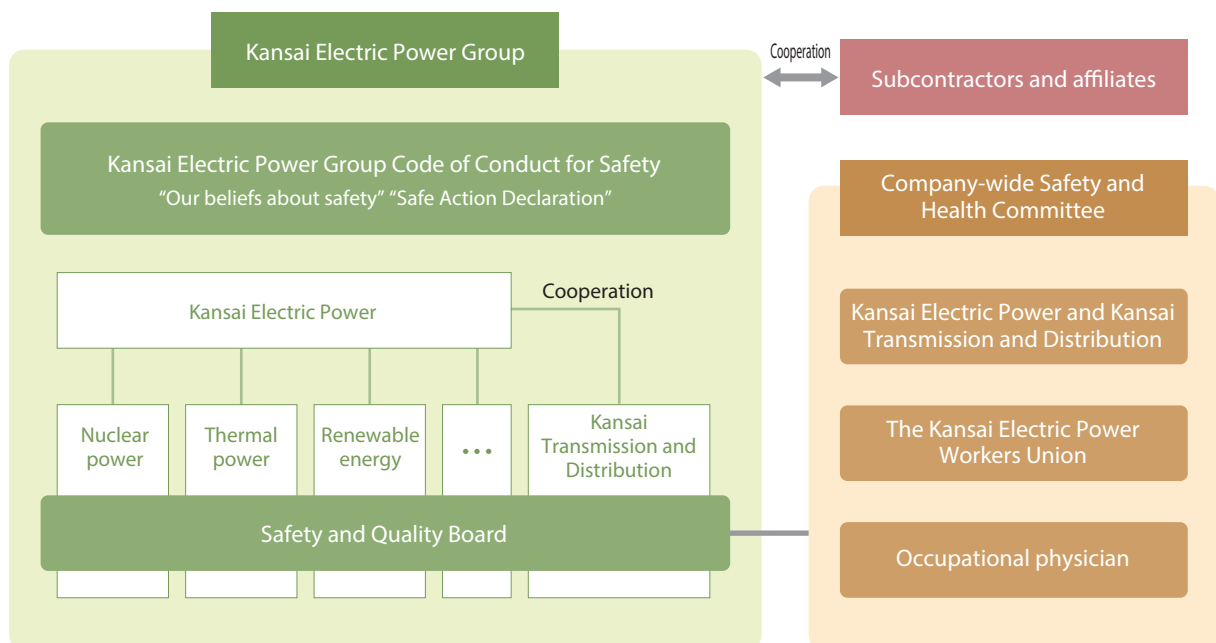 Kansai Electric Power Group
Cooperation
Subcontractors and affiliates
Kansai Electric Power Group Code of Conduct for Safety
“Our beliefs about safety” “Safe Action Declaration”
Kansai Electric Power
Cooperation
Nuclear
power
Thermal
power
Renewable
energy
...
Kansai
Transmission and
Distribution
Safety and Quality Board
Company-wide Safety and
Health Committee
Kansai Electric Power and Kansai
Transmission and Distribution
The Kansai Electric Power
Workers Union
Occupational physician